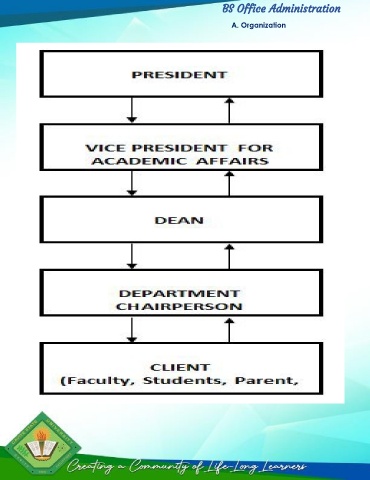 BS Office Administration
A. Organization
PRESIDENT
VICE PRESIDENT FOR
ACADEMIC AFFAIRS
DEAN
DEPARTMENT
CHAIRPERSON
CLIENT
(Faculty, Students, Parent,
Creating a Community of Life-Long Learners